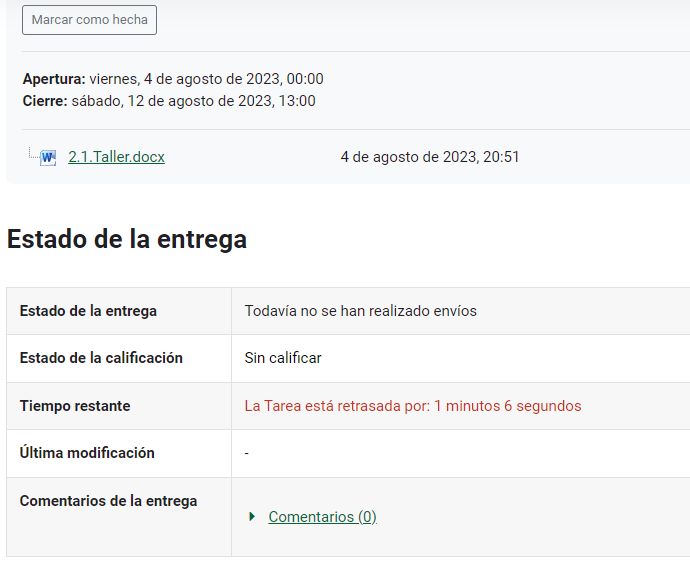 Marcar como hecha
Apertura: viernes, 4 de agosto de 2023, 00:00
Cierre: sábado, 12 de agosto de 2023, 13:00
2.1.Taller.docx 4 de agosto de 2023, 20:51
Estado de la entrega
Estado de la entrega Todavía no se han realizado envíos
Estado de la calificación Sin calificar
Tiempo restante La Tarea está retrasada por: 1 minutos 6 segundos
Última modificación -
Comentarios de la entrega
Comentarios (0)